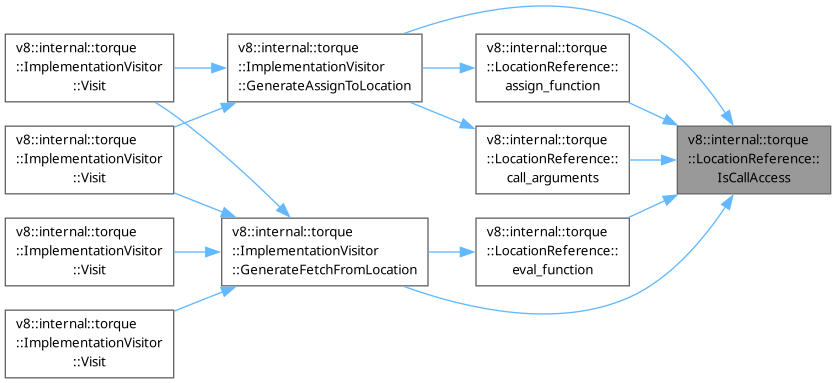 v8::internal::torque
::ImplementationVisitor
::Visit
v8::internal::torque
::ImplementationVisitor
::Visit
v8::internal::torque
::ImplementationVisitor
::Visit
v8::internal::torque
::ImplementationVisitor
::Visit
v8::internal::torque
::ImplementationVisitor
::GenerateAssignToLocation
v8::internal::torque
::ImplementationVisitor
::GenerateFetchFromLocation
v8::internal::torque
::LocationReference::
assign_function
v8::internal::torque
::LocationReference::
call_arguments
v8::internal::torque
::LocationReference::
eval_function
v8::internal::torque
::LocationReference::
IsCallAccess